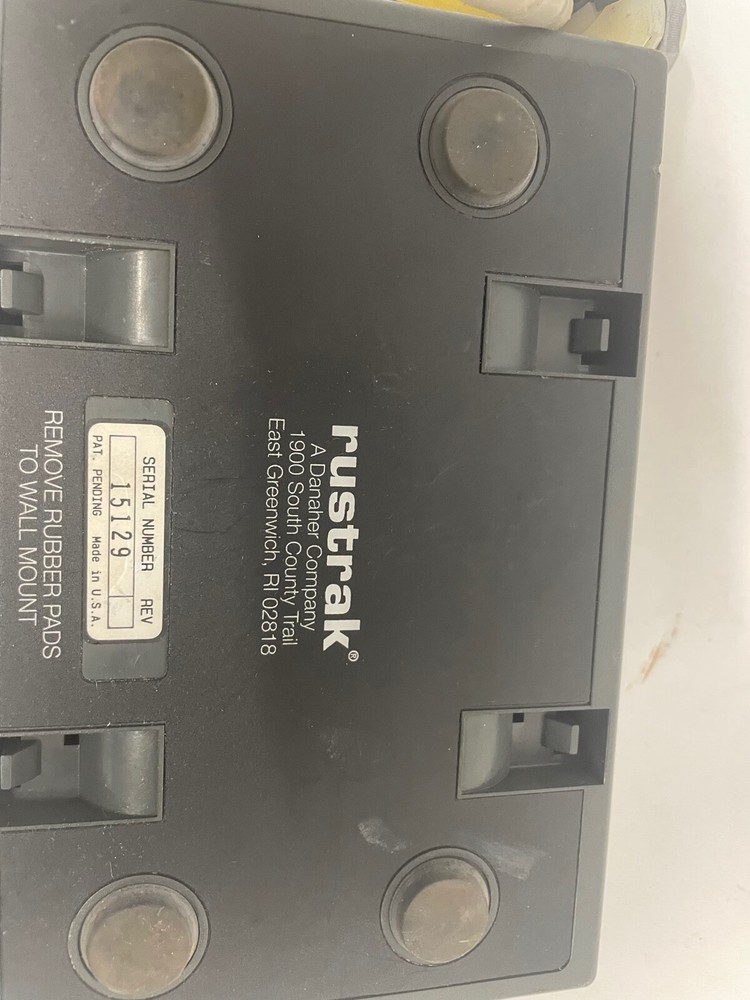 rustrak®
A Danaher Company
1900 South County Trail
East Greenwich, RI 02818
SERIAL NUMBER REV
15129
PAT. PENDING Made in U.S.A.
REMOVE RUBBER PADS
TO WALL MOUNT